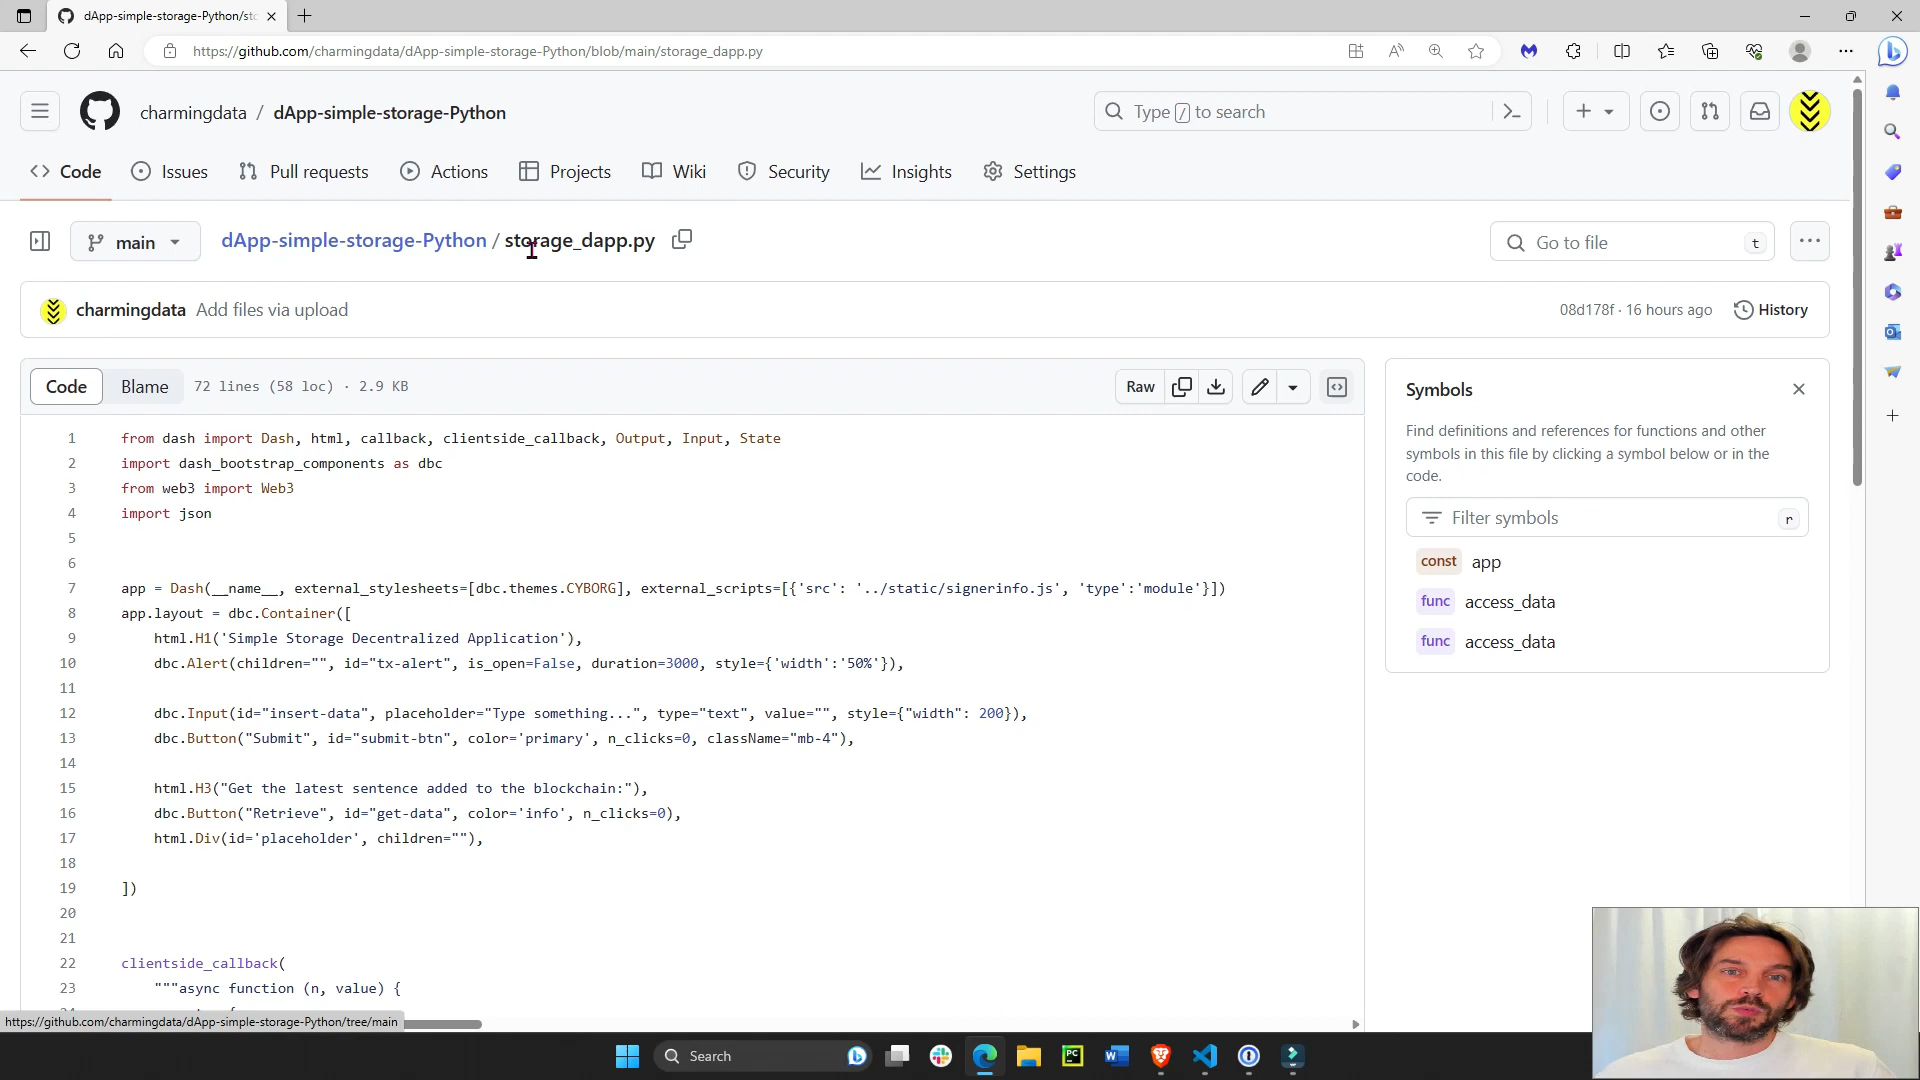 dApp-simple-storage-Python/sto
https://github.com/charmingdata/dApp-simple-storage-Python/blob/main/storage_dapp.py
charmingdata / dApp-simple-storage-Python
Type / to search
Code
Issues
Pull requests
Actions
Projects
Wiki
Security
Insights
Settings
main
dApp-simple-storage-Python / storage_dapp.py
Go to file
t
charmingdata Add files via upload
08d178f · 16 hours ago
History
Code
Blame
72 lines (58 loc) · 2.9 KB
Raw
1 from dash import Dash, html, callback, clientside_callback, Output, Input, State
2 import dash_bootstrap_components as dbc
3 from web3 import Web3
4 import json
5
6
7 app = Dash(__name__, external_stylesheets=[dbc.themes.CYBORG], external_scripts=[{'src': '../static/signerinfo.js', 'type':'module'}])
8 app.layout = dbc.Container([
9 html.H1('Simple Storage Decentralized Application'),
10 dbc.Alert(children="", id="tx-alert", is_open=False, duration=3000, style={'width':'50%'}),
11
12 dbc.Input(id="insert-data", placeholder="Type something...", type="text", value="", style={"width": 200}),
13 dbc.Button("Submit", id="submit-btn", color='primary', n_clicks=0, className="mb-4"),
14
15 html.H3("Get the latest sentence added to the blockchain:"),
16 dbc.Button("Retrieve", id="get-data", color='info', n_clicks=0),
17 html.Div(id='placeholder', children=""),
18
19 ])
20
21
22 clientside_callback(
23 """async function (n, value) {
Symbols
Find definitions and references for functions and other
symbols in this file by clicking a symbol below or in the
code.
Filter symbols
r
const app
func access_data
func access_data
https://github.com/charmingdata/dApp-simple-storage-Python/tree/main
Search